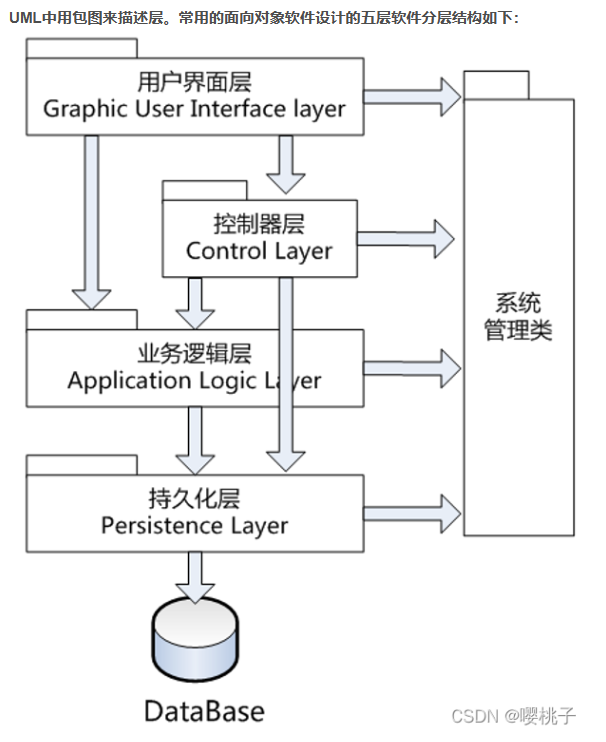 UML中用包图来描述层。常用的面向对象软件设计的五层软件分层结构如下：
用户界面层
Graphic User Interface layer
控制器层
Control Layer
系统
管理类
业务逻辑层
Application Logic Layer
持久化层
Persistence Layer
DataBase
CSDN @嘤桃子